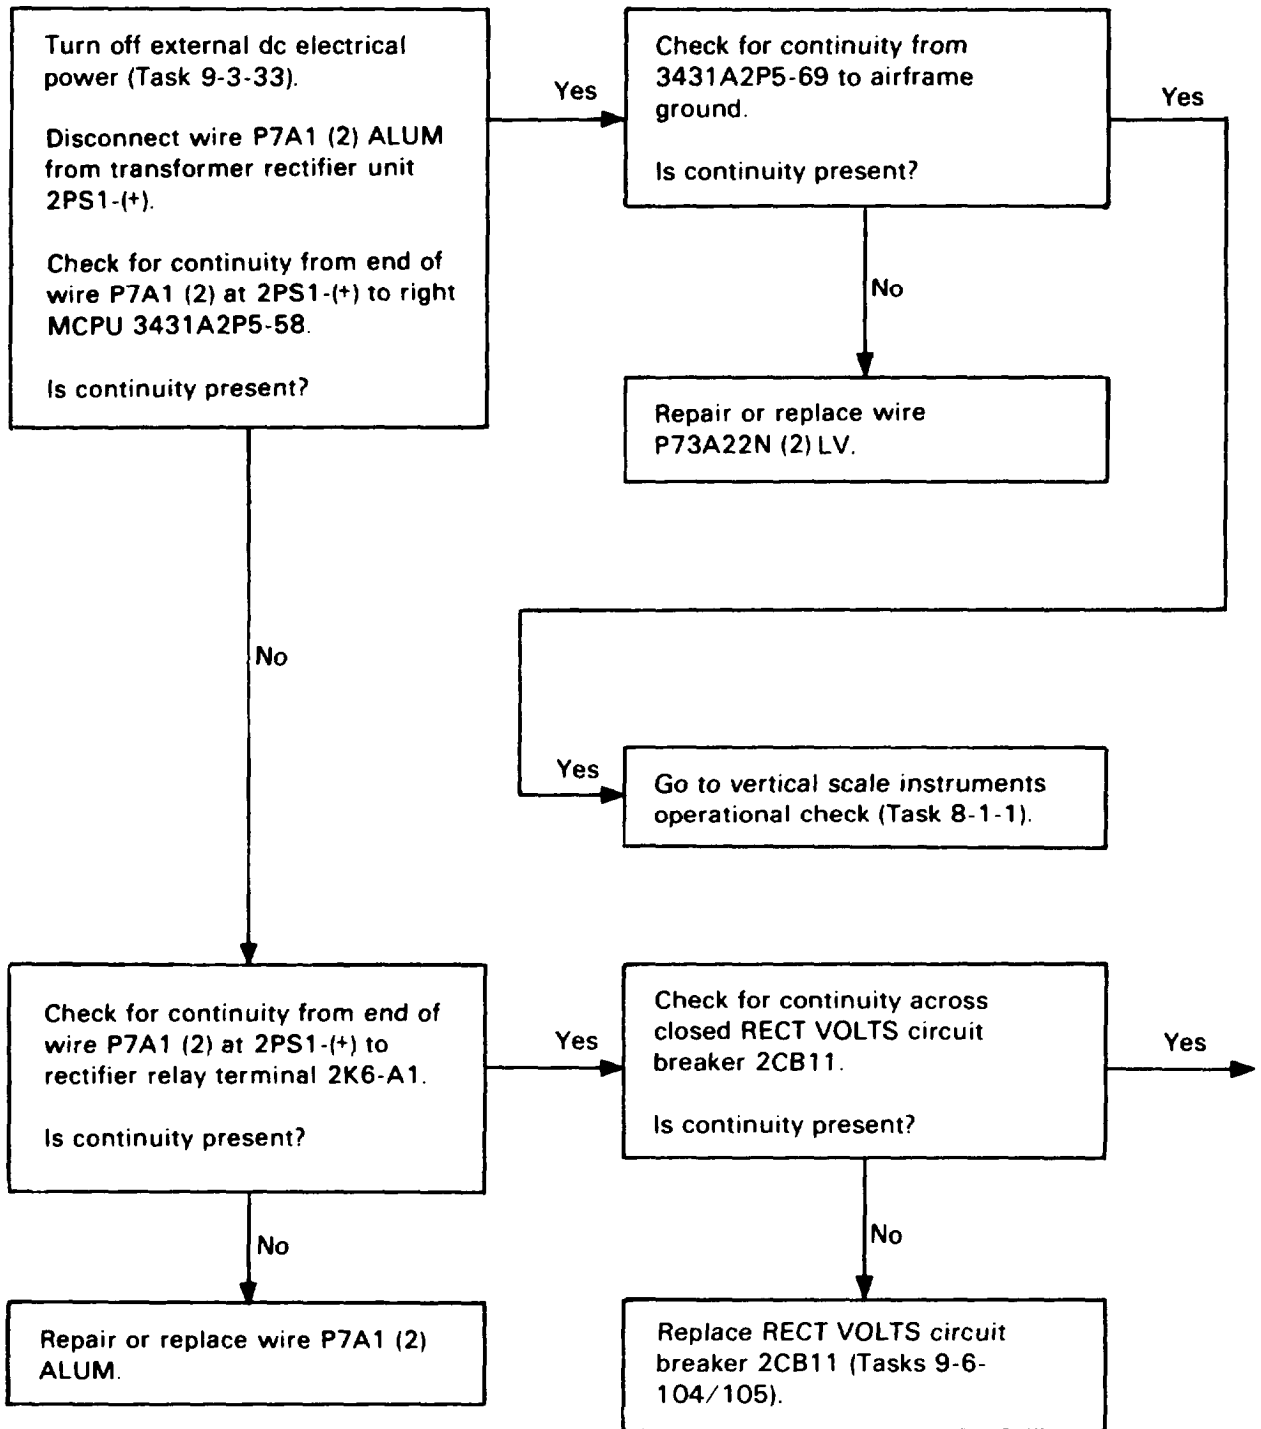 Turn off external dc electrical
power (Task 9-3-33).
Disconnect wire P7A1 (2) ALUM
from transformer rectifier unit
2PS1-(+).
Check for continuity from end of
wire P7A1 (2) at 2PS1-(+) to right
MCPU 3431A2P5-58.
Is continuity present?
Yes
Check for continuity from
3431A2P5-69 to airframe
ground.
Is continuity present?
Yes
No
Repair or replace wire
P73A22N (2) LV.
No
Yes
Go to vertical scale instruments
operational check (Task 8-1-1).
Check for continuity from end of
wire P7A1 (2) at 2PS1-(+) to
rectifier relay terminal 2K6-A1.
Is continuity present?
Yes
Check for continuity across
closed RECT VOLTS circuit
breaker 2CB11.
Is continuity present?
Yes
No
Repair or replace wire P7A1 (2)
ALUM.
No
Replace RECT VOLTS circuit
breaker 2CB11 (Tasks 9-6-
104/105).